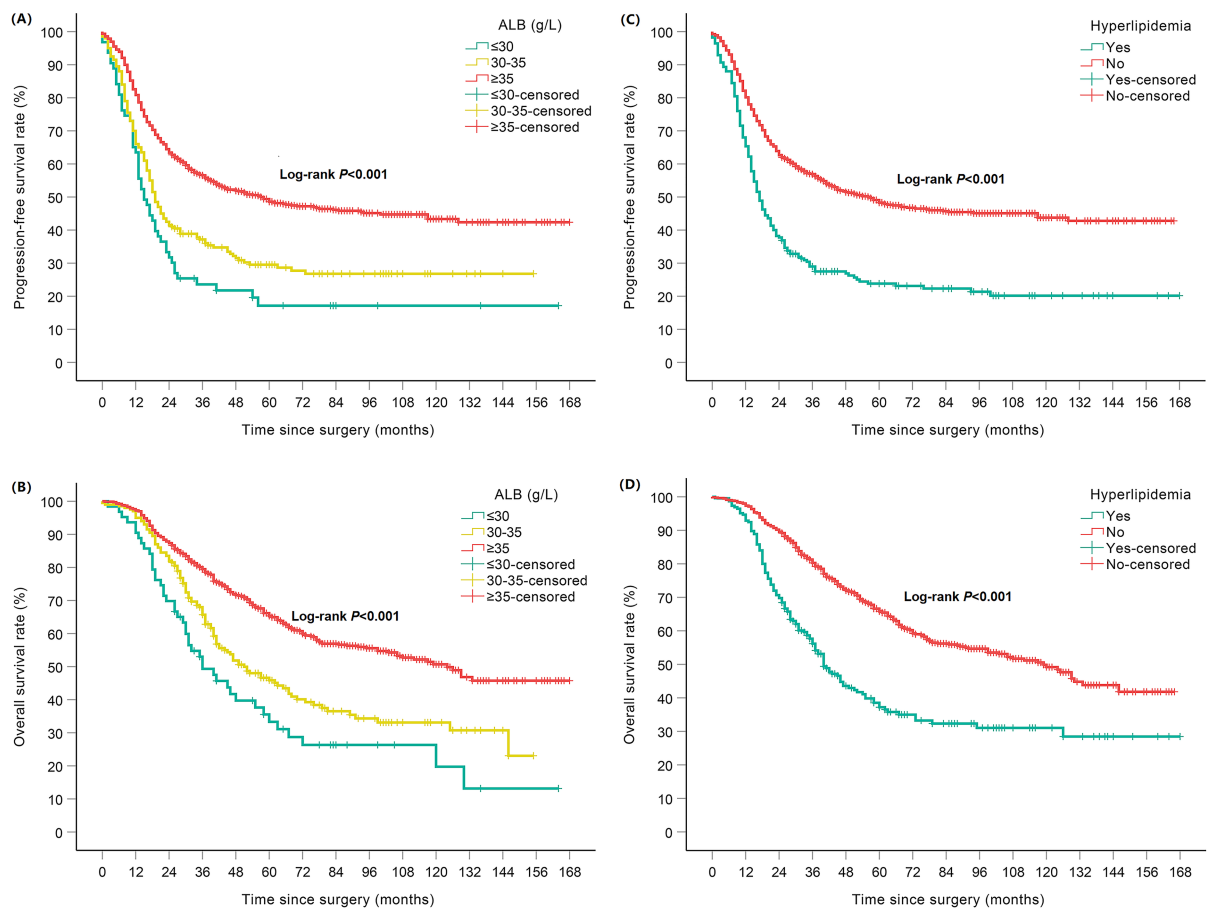 (A)
ALB (g/L)
≤30
30-35
≥35
≤30-censored
30-35-censored
≥35-censored
Log-rank P<0.001
Progression-free survival rate (%)
100
90
80
70
60
50
40
30
20
10
0
0 12 24 36 48 60 72 84 96 108 120 132 144 156 168
Time since surgery (months)
(C)
Hyperlipidemia
Yes
No
Yes-censored
No-censored
Log-rank P<0.001
Progression-free survival rate (%)
100
90
80
70
60
50
40
30
20
10
0
0 12 24 36 48 60 72 84 96 108 120 132 144 156 168
Time since surgery (months)
(B)
ALB (g/L)
≤30
30-35
≥35
≤30-censored
30-35-censored
≥35-censored
Log-rank P<0.001
Overall survival rate (%)
100
90
80
70
60
50
40
30
20
10
0
0 12 24 36 48 60 72 84 96 108 120 132 144 156 168
Time since surgery (months)
(D)
Hyperlipidemia
Yes
No
Yes-censored
No-censored
Log-rank P<0.001
Overall survival rate (%)
100
90
80
70
60
50
40
30
20
10
0
0 12 24 36 48 60 72 84 96 108 120 132 144 156 168
Time since surgery (months)